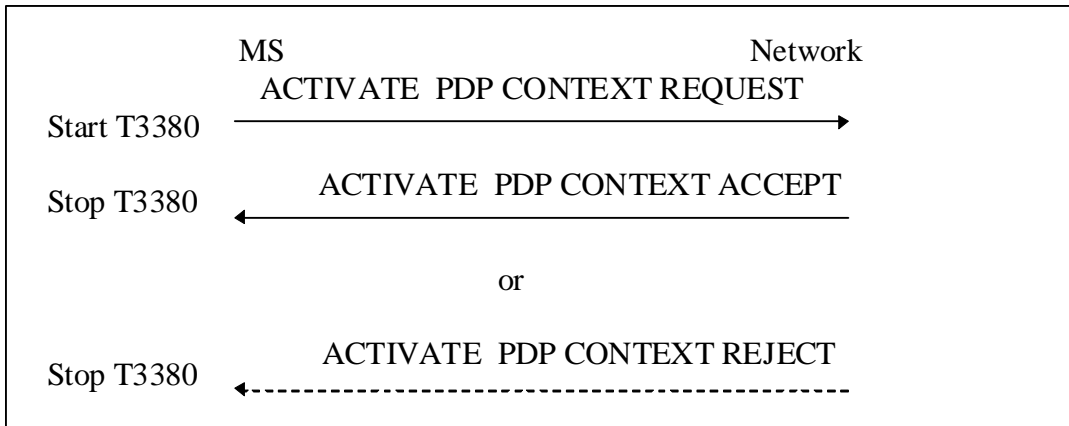 MS Network
ACTIVATE PDP CONTEXT REQUEST
Start T3380
ACTIVATE PDP CONTEXT ACCEPT
Stop T3380
or
ACTIVATE PDP CONTEXT REJECT
Stop T3380